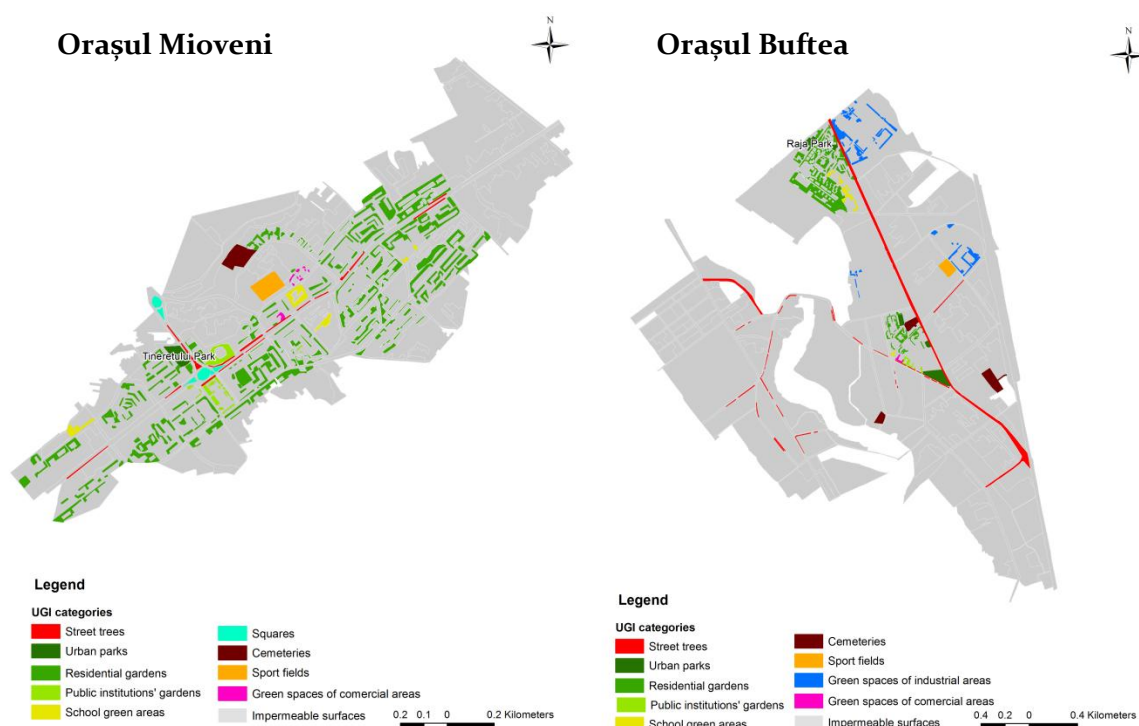 Orașul Mioveni
N
Tineretului Park
Legend
UGI categories
Street trees
Urban parks
Residential gardens
Public institutions' gardens
School green areas
Squares
Cemeteries
Sport fields
Green spaces of comercial areas
Impermeable surfaces
0.2 0.1 0 0.2 Kilometers
Orașul Buftea
N
Raja Park
Legend
UGI categories
Street trees
Urban parks
Residential gardens
Public institutions' gardens
School green areas
Cemeteries
Sport fields
Green spaces of industrial areas
Green spaces of comercial areas
Impermeable surfaces
0.4 0.2 0 0.4 Kilometers